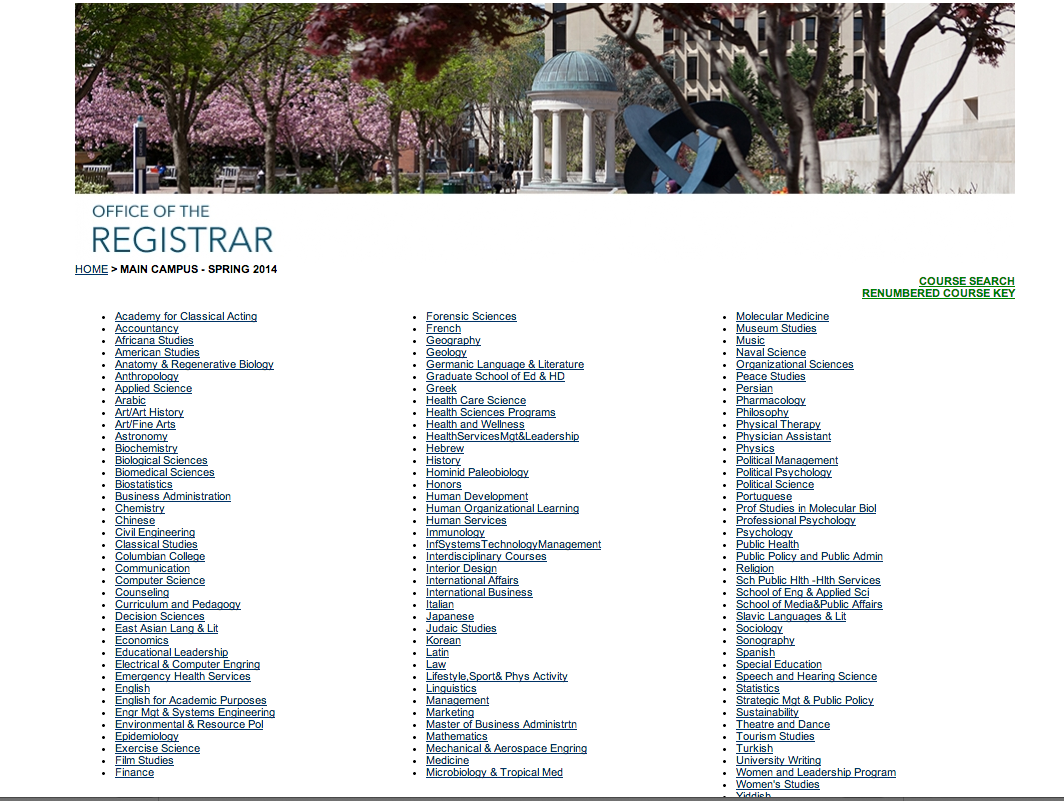 OFFICE OF THE
REGISTRAR
HOME > MAIN CAMPUS - SPRING 2014
COURSE SEARCH
RENUMBERED COURSE KEY
Academy for Classical Acting
Accountancy
Africana Studies
American Studies
Anatomy & Regenerative Biology
Anthropology
Applied Science
Arabic
Art/Art History
Art/Fine Arts
Astronomy
Biochemistry
Biological Sciences
Biomedical Sciences
Biostatistics
Business Administration
Chemistry
Chinese
Civil Engineering
Classical Studies
Columbian College
Communication
Computer Science
Counseling
Curriculum and Pedagogy
Decision Sciences
East Asian Lang & Lit
Economics
Educational Leadership
Electrical & Computer Engring
Emergency Health Services
English
English for Academic Purposes
Engr Mgt & Systems Engineering
Environmental & Resource Pol
Epidemiology
Exercise Science
Film Studies
Finance
Forensic Sciences
French
Geography
Geology
Germanic Language & Literature
Graduate School of Ed & HD
Greek
Health Care Science
Health Sciences Programs
Health and Wellness
HealthServicesMgt&Leadership
Hebrew
History
Hominid Paleobiology
Honors
Human Development
Human Organizational Learning
Human Services
Immunology
InfSystemsTechnologyManagement
Interdisciplinary Courses
Interior Design
International Affairs
International Business
Italian
Japanese
Judaic Studies
Korean
Latin
Law
Lifestyle,Sport& Phys Activity
Linguistics
Management
Marketing
Master of Business Administrtn
Mathematics
Mechanical & Aerospace Engring
Medicine
Microbiology & Tropical Med
Molecular Medicine
Museum Studies
Music
Naval Science
Organizational Sciences
Peace Studies
Persian
Pharmacology
Philosophy
Physical Therapy
Physician Assistant
Physics
Political Management
Political Psychology
Political Science
Portuguese
Prof Studies in Molecular Biol
Professional Psychology
Psychology
Public Health
Public Policy and Public Admin
Religion
Sch Public Hlth -Hlth Services
School of Eng & Applied Sci
School of Media&Public Affairs
Slavic Languages & Lit
Sociology
Sonography
Spanish
Special Education
Speech and Hearing Science
Statistics
Strategic Mgt & Public Policy
Sustainability
Theatre and Dance
Tourism Studies
Turkish
University Writing
Women and Leadership Program
Women's Studies
Yiddish